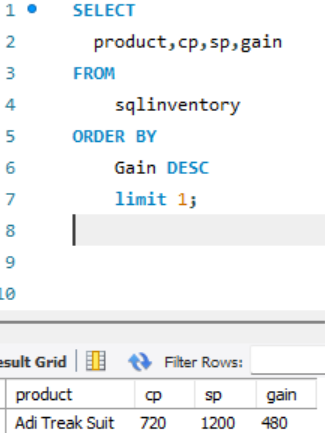 1 SELECT
2 product,cp,sp,gain
3 FROM
4 sqlinventory
5 ORDER BY
6 Gain DESC
7 limit 1;
8
9
10
esult Grid Filter Rows:
product cp sp gain
Adi Treak Suit 720 1200 480